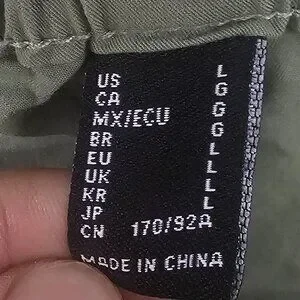 US L
CA G
MX/ECU G
BR G
EU L
UK L
KR L
JP L
CN 170/92A
MADE IN CHINA